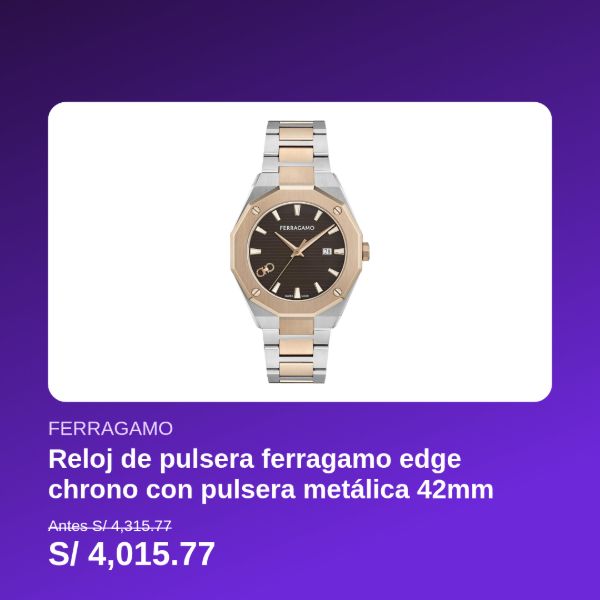 FERRAGAMO
FERRAGAMO
Reloj de pulsera ferragamo edge
chrono con pulsera metálica 42mm
Antes S/ 4,315.77
S/ 4,015.77